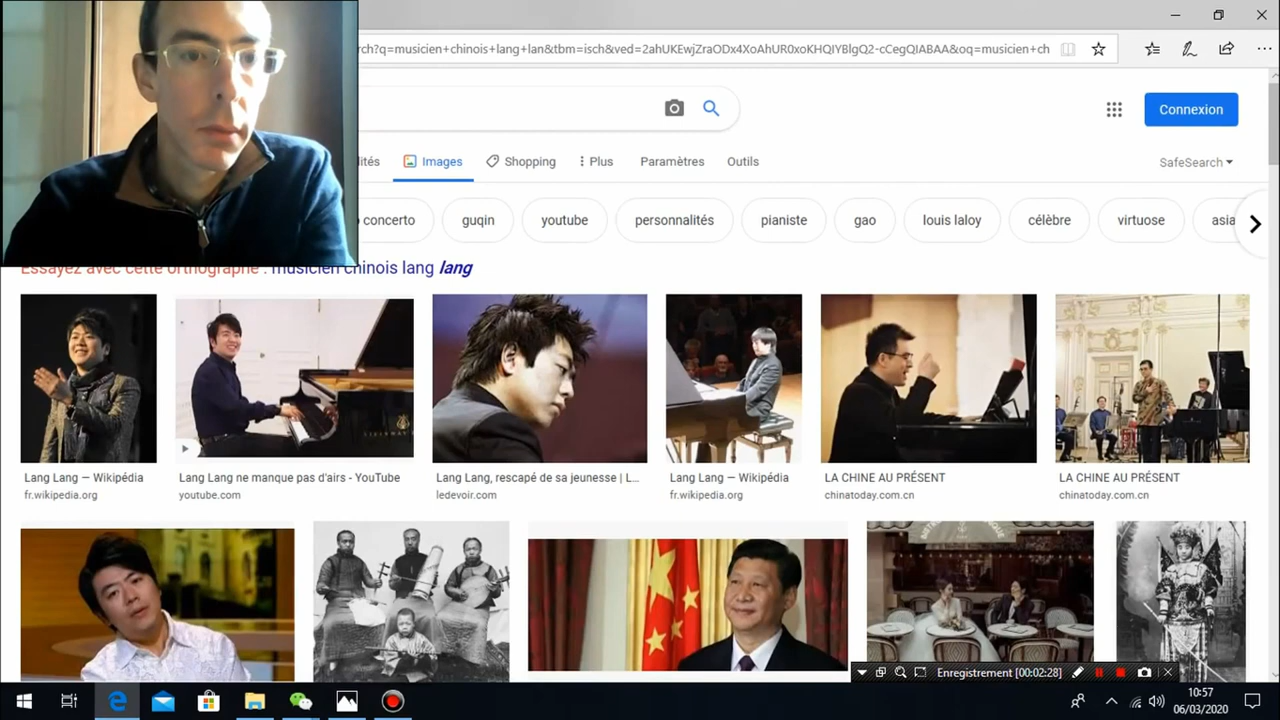 rch?q=musicien+chinois+lang+lan&tbm=isch&ved=2ahUKEwjZraODx4XoAhUR0xoKHQIYBlgQ2-cCegQIABAA&oq=musicien+ch
Connexion
lités Images Shopping Plus Paramètres Outils SafeSearch
concerto guqin youtube personnalités pianiste gao louis laloy célèbre virtuose asia
Essayez avec cette orthographe : musicien chinois lang lang
Lang Lang — Wikipédia
fr.wikipedia.org
Lang Lang ne manque pas d'airs - YouTube
youtube.com
Lang Lang, rescapé de sa jeunesse | L...
ledevoir.com
Lang Lang — Wikipédia
fr.wikipedia.org
LA CHINE AU PRÉSENT
chinatoday.com.cn
LA CHINE AU PRÉSENT
chinatoday.com.cn
Enregistrement [00:02:28]
10:57
06/03/2020